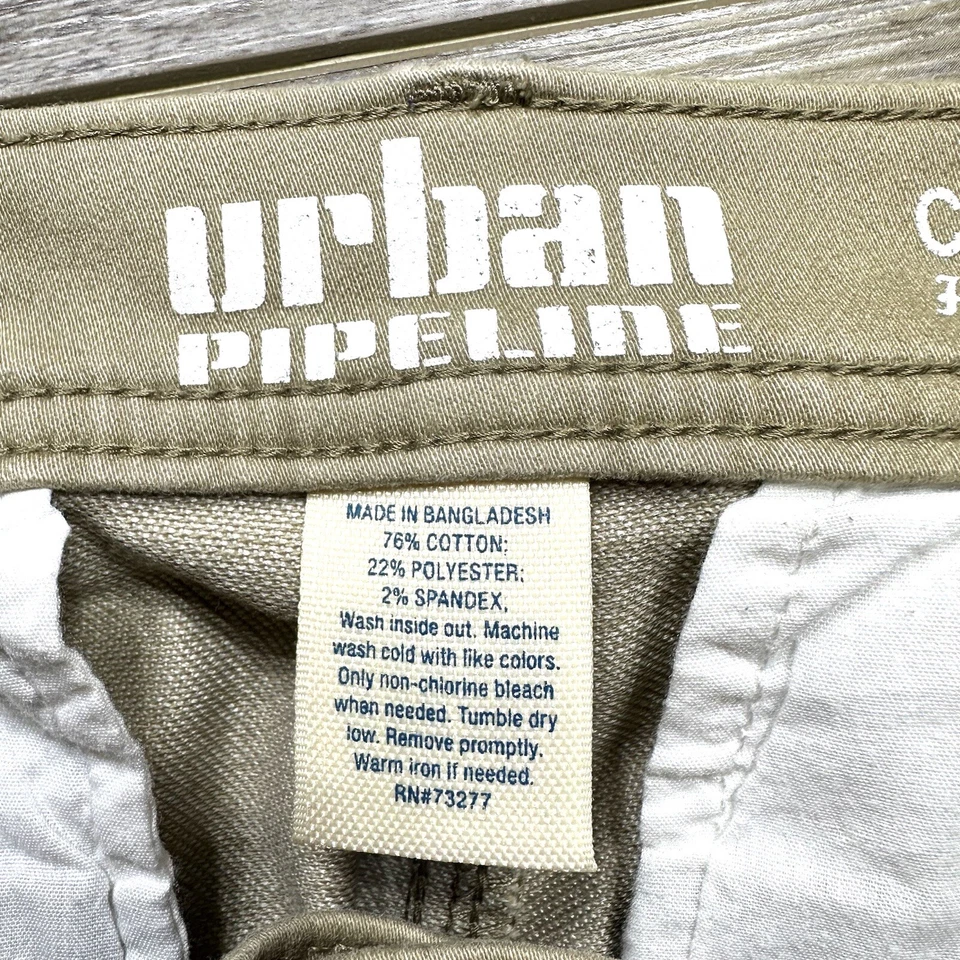 urban
PIPELINE
MADE IN BANGLADESH
76% COTTON;
22% POLYESTER;
2% SPANDEX,
Wash inside out. Machine
wash cold with like colors.
Only non-chlorine bleach
when needed. Tumble dry
low. Remove promptly.
Warm iron if needed.
RN#73277